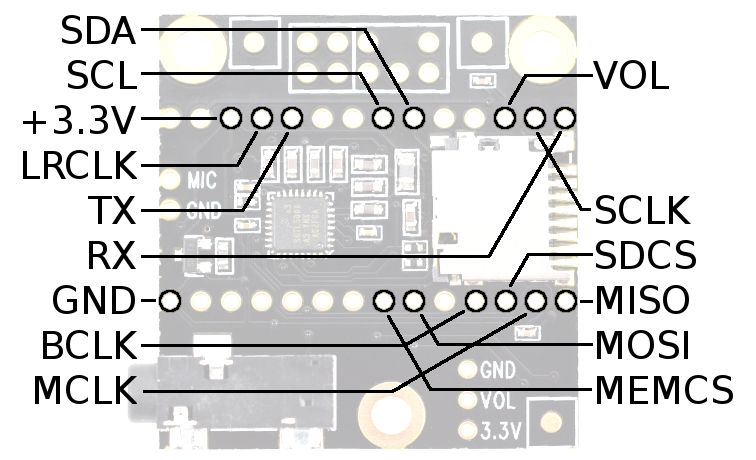 SDA
SCL
+3.3V
LRCLK
TX
RX
GND
BCLK
MCLK
VOL
SCLK
SDCS
MISO
MOSI
MEMCS
MIC
GND
GND
VOL
3.3V